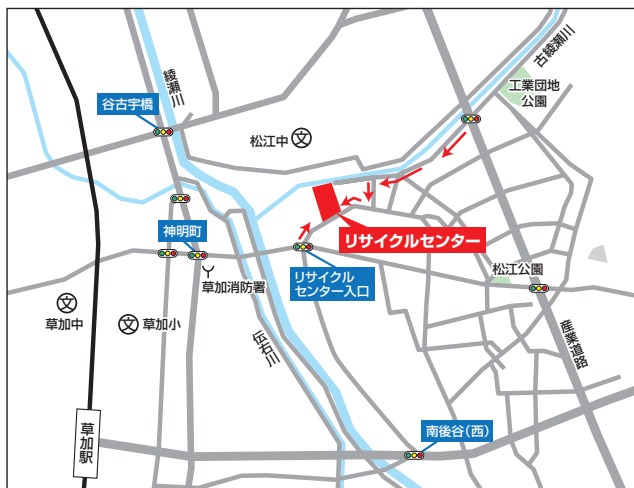 古綾瀬川
綾瀬川
工業団地
公園
谷古宇橋
松江中
文
リサイクルセンター
神明町
松江公園
リサイクル
センター入口
草加消防署
文
草加中
文
草加小
伝右川
産業道路
草加駅
南後谷(西)